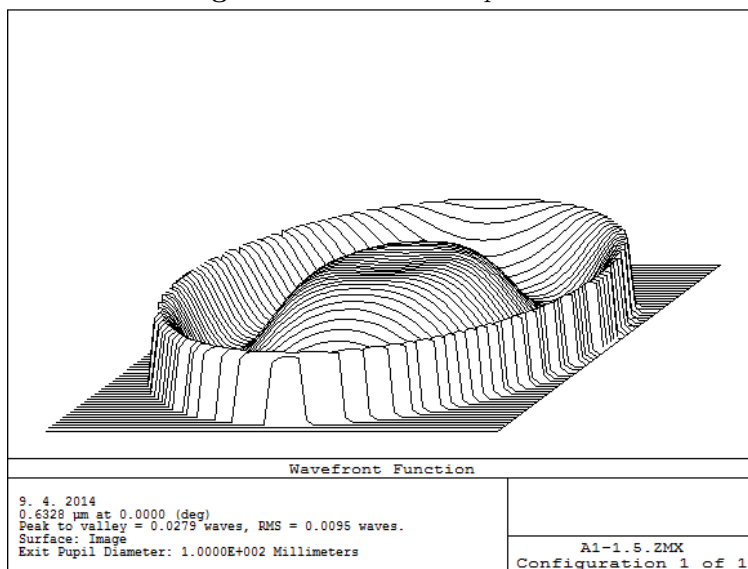 Wavefront Function
9. 4. 2014
0.6328 µm at 0.0000 (deg)
Peak to valley = 0.0279 waves, RMS = 0.0095 waves.
Surface: Image
Exit Pupil Diameter: 1.0000E+002 Millimeters
A1-1.5.ZMX
Configuration 1 of 1